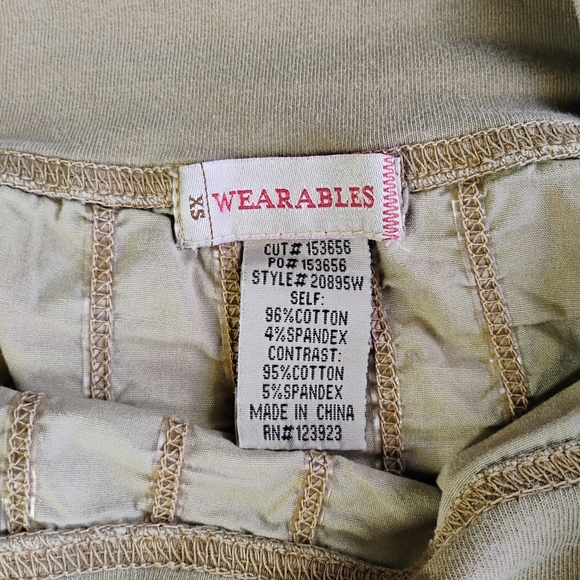 XS
WEARABLES
CUT# 153656
PO# 153656
STYLE# 20895W
SELF:
96%COTTON
4%SPANDEX
CONTRAST:
95%COTTON
5%SPANDEX
MADE IN CHINA
RN# 123923